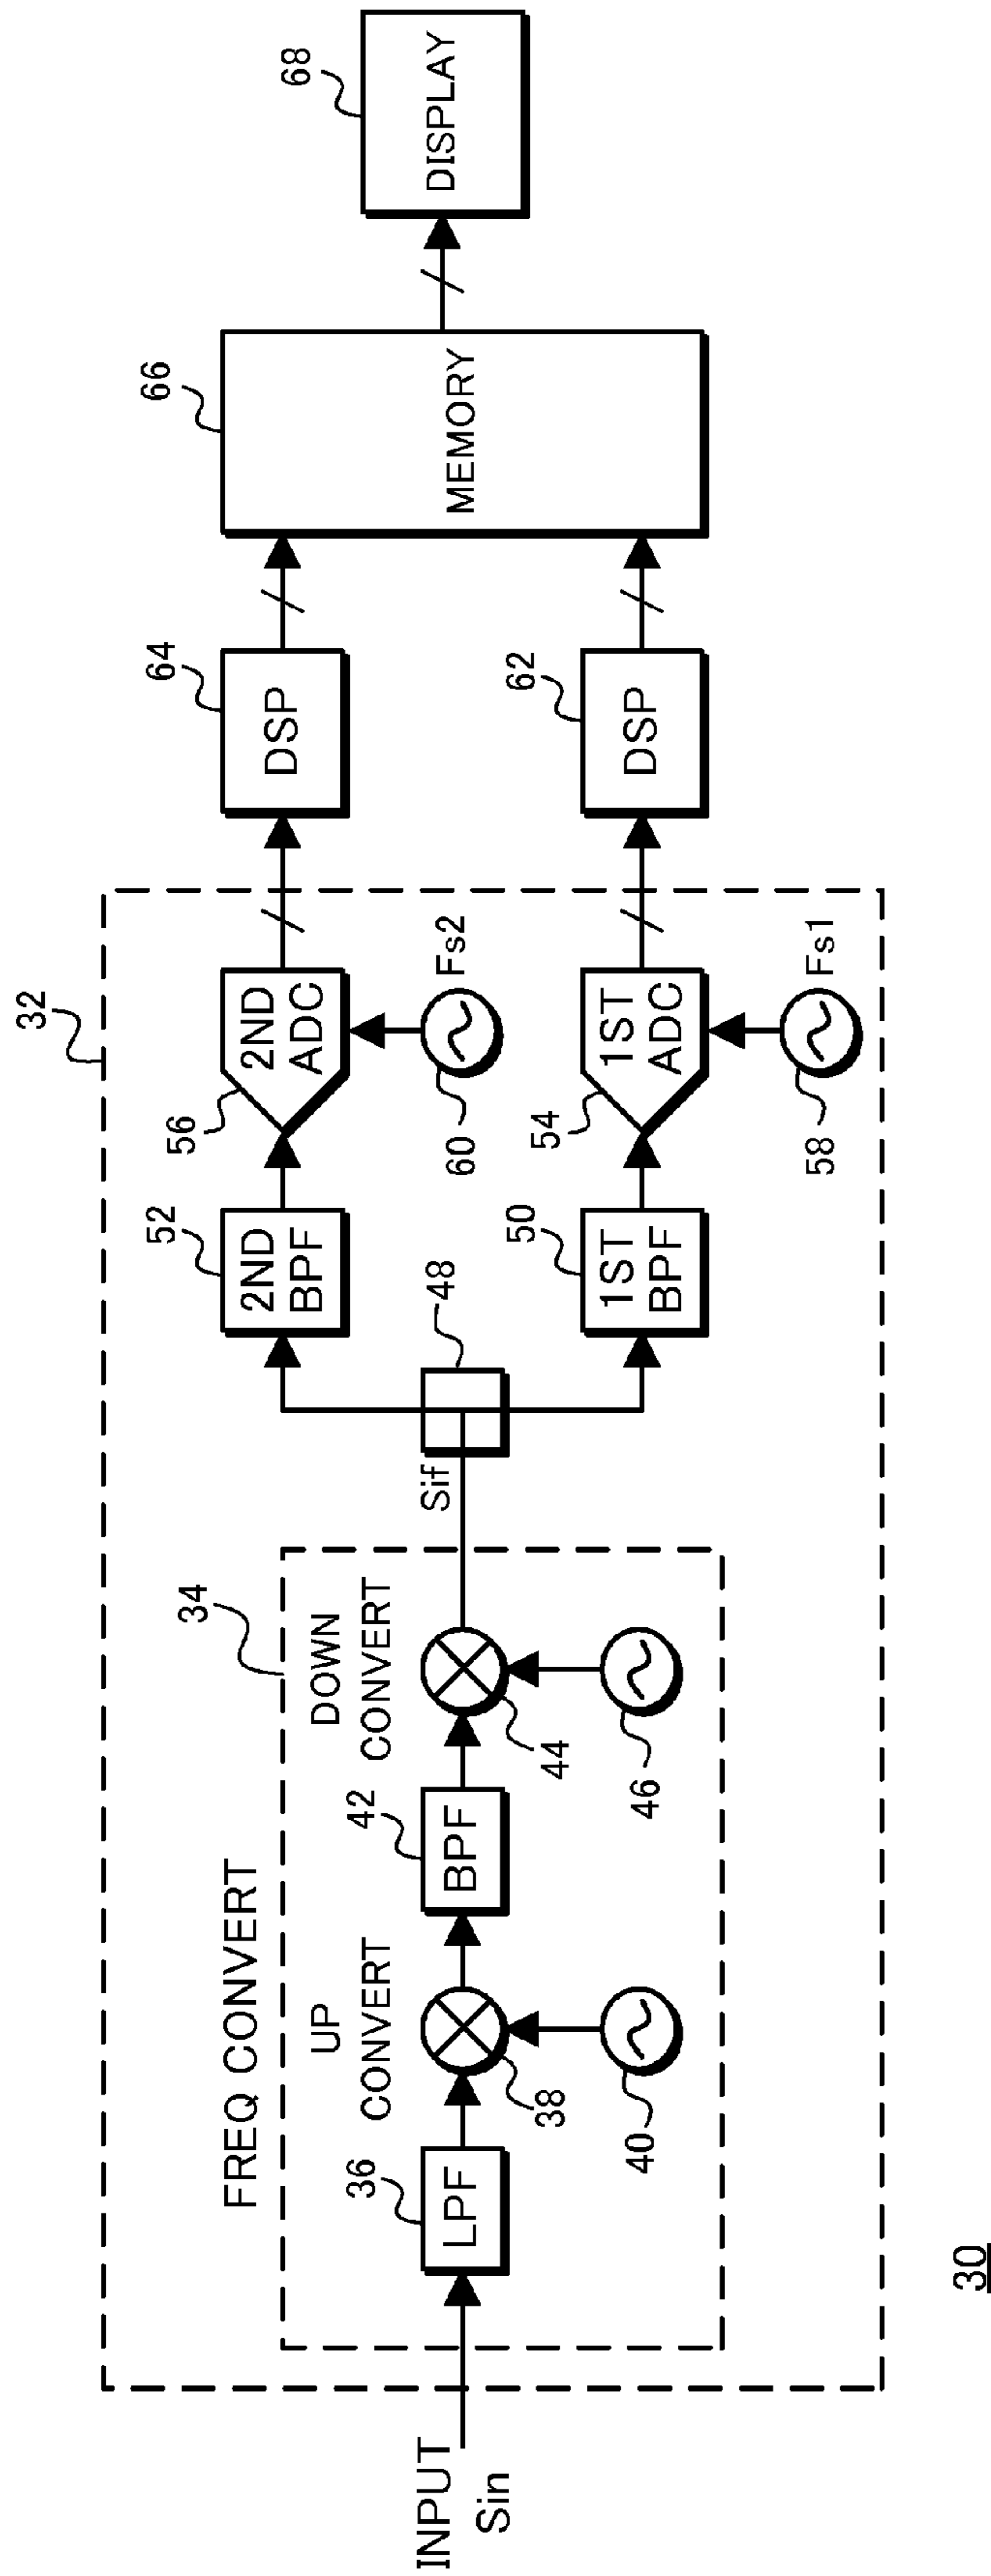 32
FREQ CONVERT
34
INPUT
Sin
36
LPF
UP
CONVERT
38
40
42
BPF
DOWN
CONVERT
44
46
Sif
48
52
2ND
BPF
56
2ND
ADC
60
Fs2
64
DSP
50
1ST
BPF
54
1ST
ADC
58
Fs1
62
DSP
66
MEMORY
68
DISPLAY
30